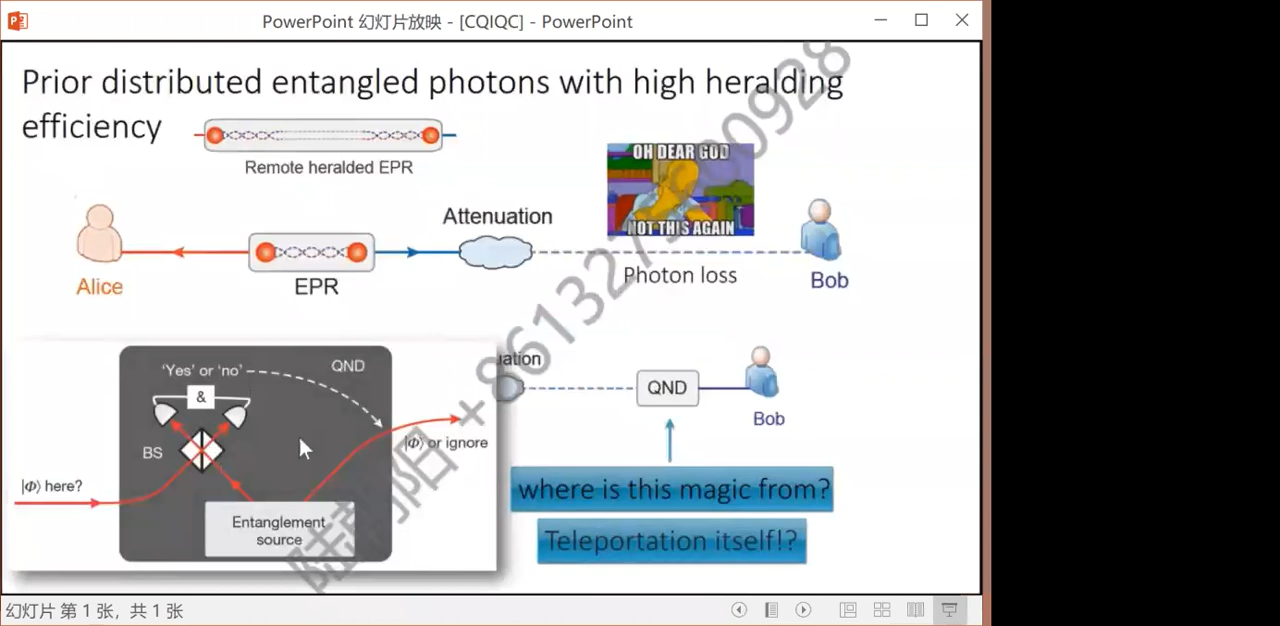 PowerPoint 幻灯片放映 - [CQIQC] - PowerPoint
Prior distributed entangled photons with high heralding
efficiency
Remote heralded EPR
OH DEAR GOD
NOT THIS AGAIN
Attenuation
Photon loss
Alice
EPR
Bob
'Yes' or 'no'
QND
&
BS
|Φ⟩ here?
|Φ⟩ or ignore
Entanglement
source
uation
QND
Bob
where is this magic from?
Teleportation itself!?
幻灯片 第 1 张，共 1 张